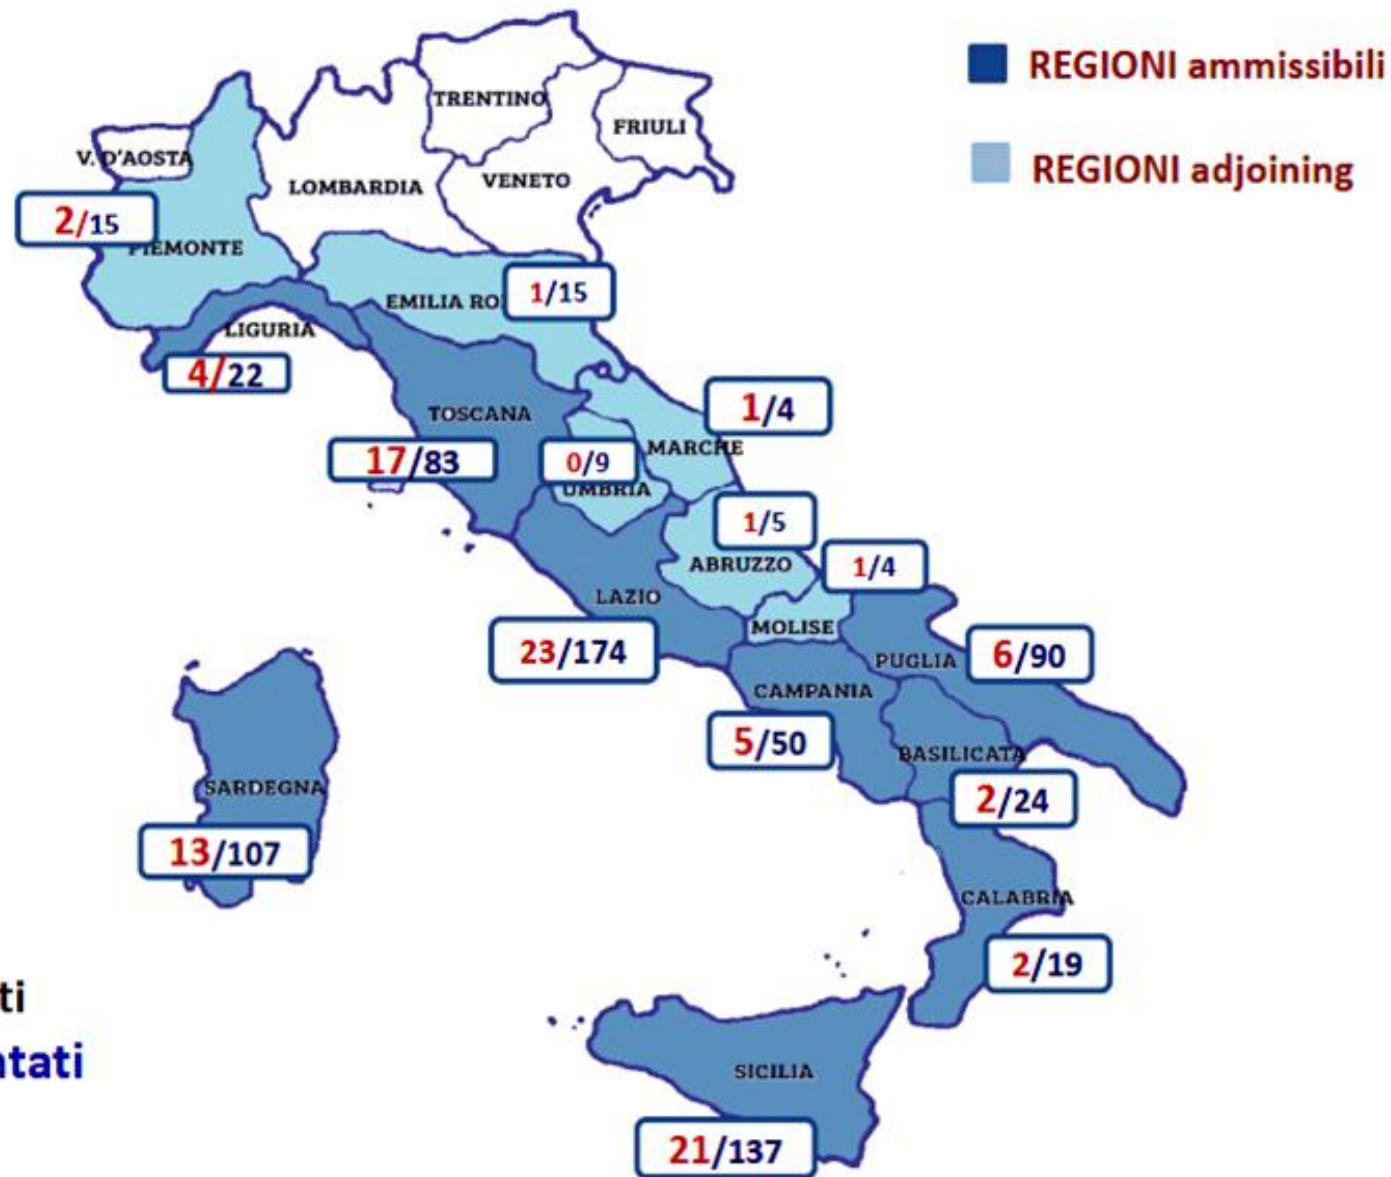 REGIONI ammissibili
REGIONI adjoining
TRENTINO
FRIULI
V. D'AOSTA
LOMBARDIA
VENETO
2/15
PIEMONTE
EMILIA RO
1/15
LIGURIA
4/22
TOSCANA
1/4
MARCHE
17/83
0/9
UMBRIA
1/5
ABRUZZO
1/4
LAZIO
MOLISE
23/174
PUGLIA
6/90
CAMPANIA
5/50
BASILICATA
2/24
SARDEGNA
13/107
CALABRIA
2/19
ti
ntati
SICILIA
21/137